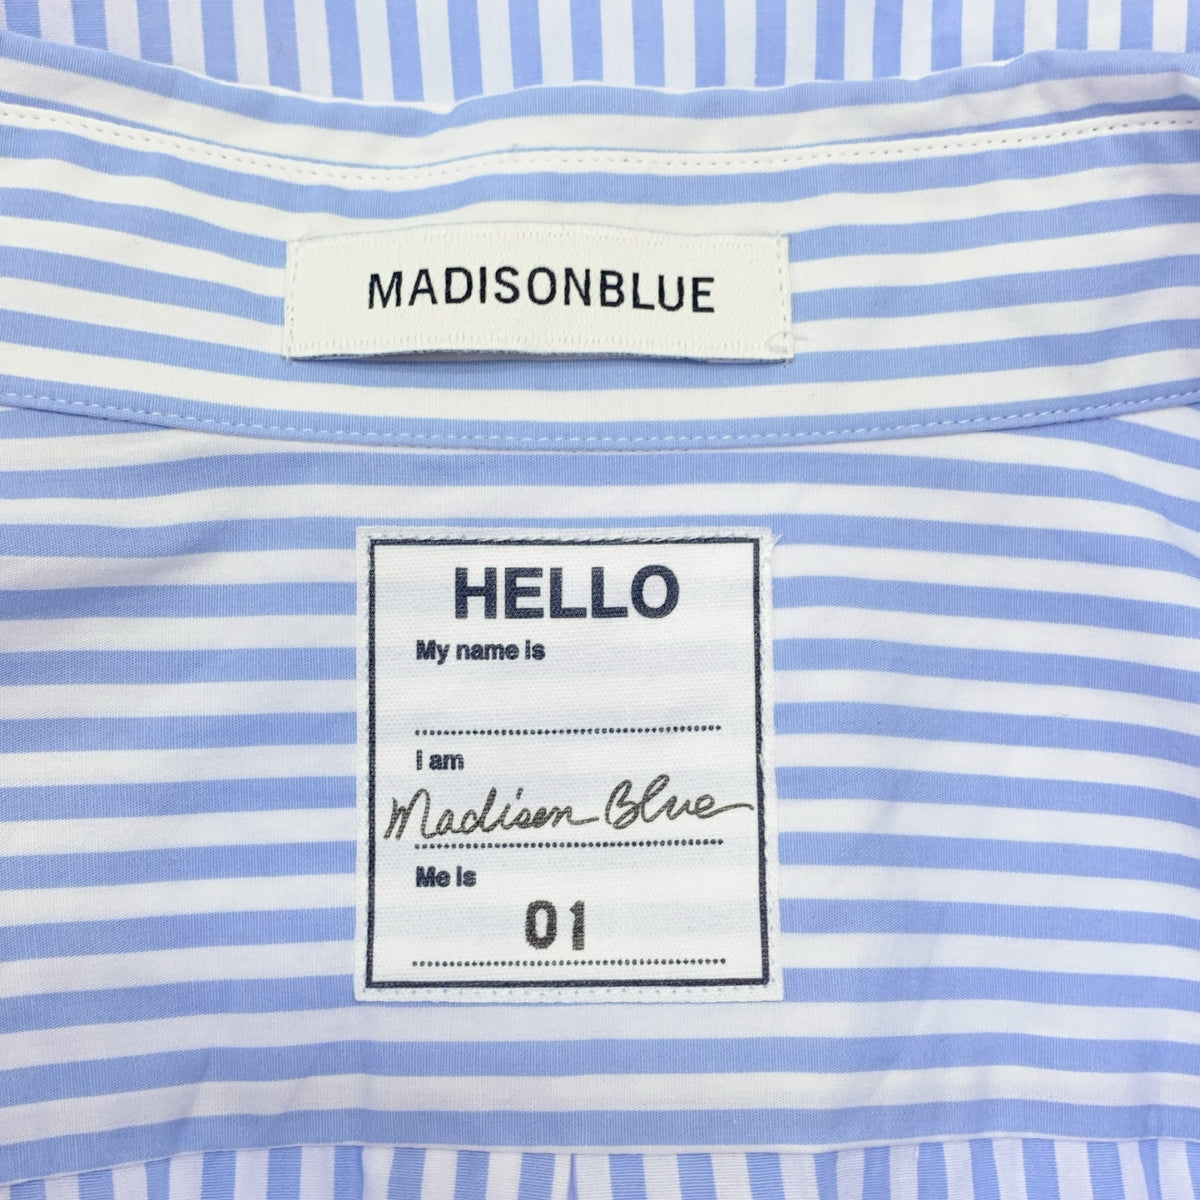 MADISONBLUE
HELLO
My name is
I am
Madison Blue
Me is
01